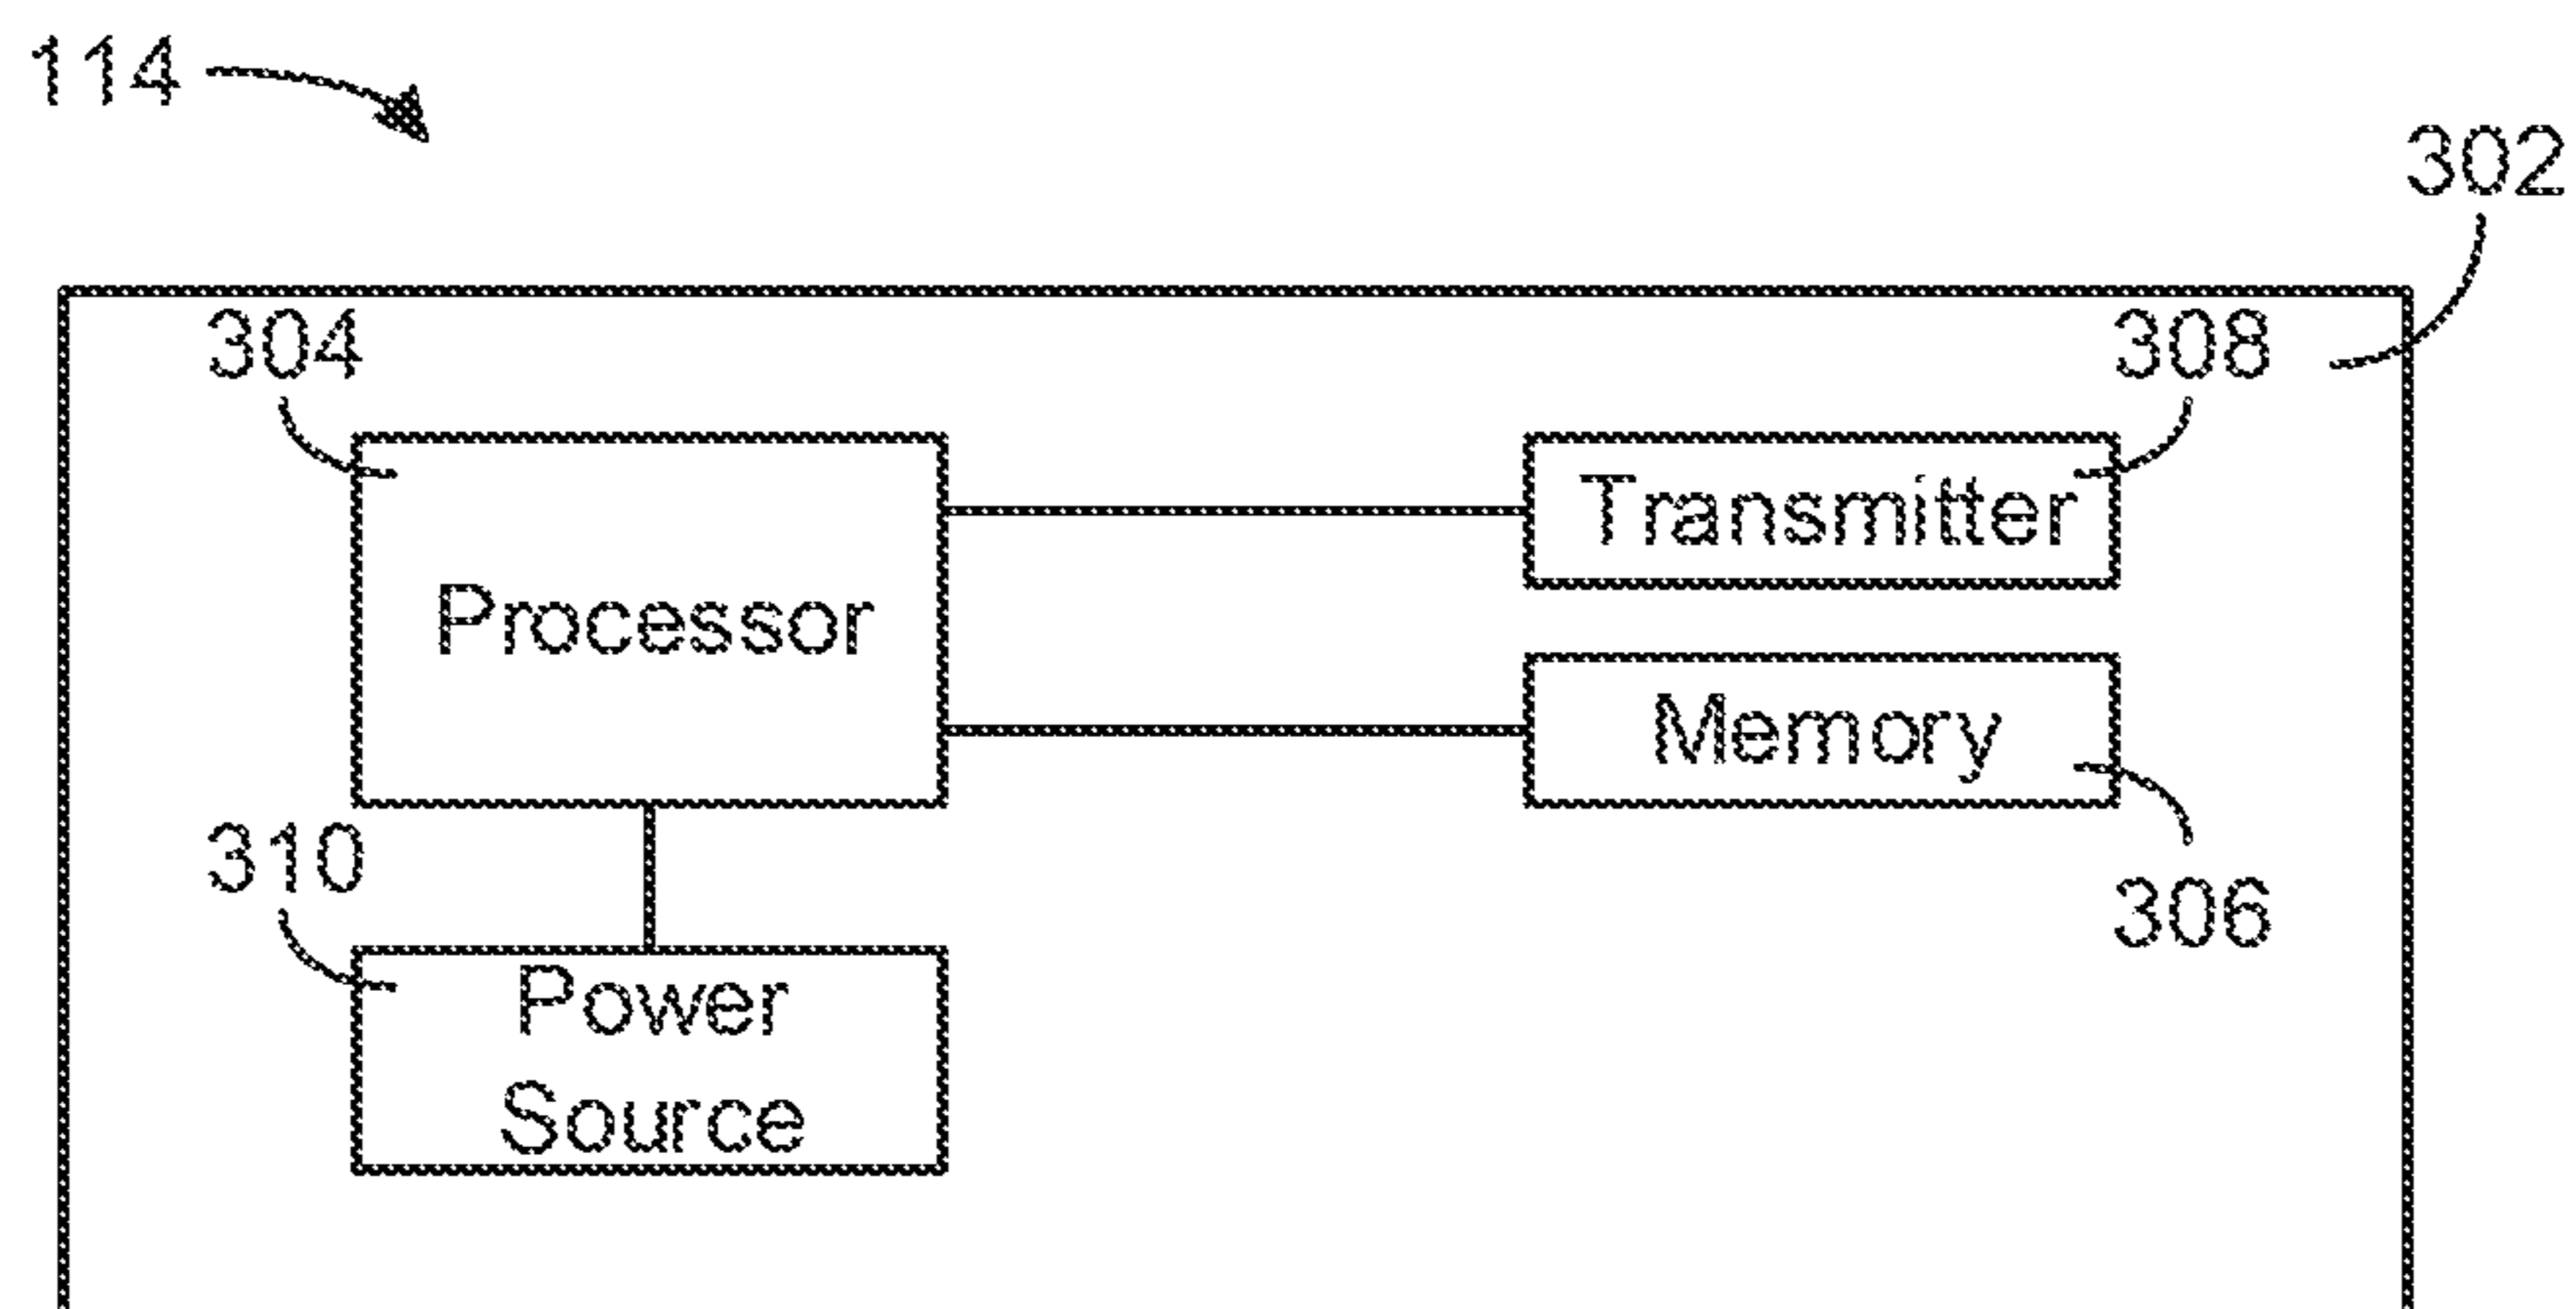 114
302
304
308
Transmitter
Processor
Memory
310
306
Power
Source